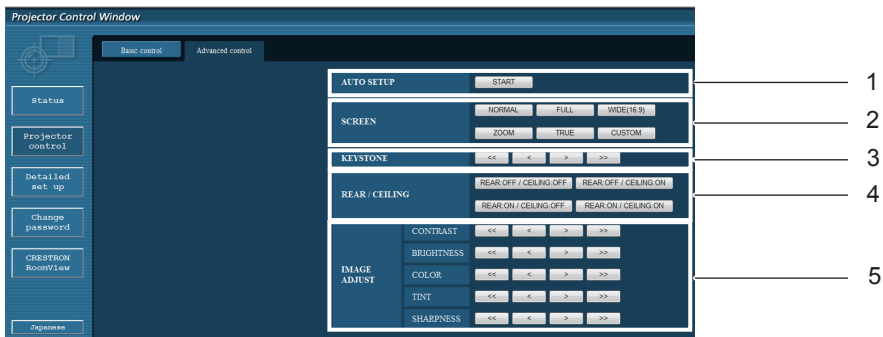 Projector Control Window
Basic control
Advanced control
Status
Projector
control
Detailed
set up
Change
password
CRESTRON
RoomView
Japanese
AUTO SETUP
START
1
SCREEN
NORMAL
FULL
WIDE(16:9)
ZOOM
TRUE
CUSTOM
2
KEYSTONE
<<
<
>
>>
3
REAR / CEILING
REAR:OFF / CEILING:OFF
REAR:OFF / CEILING:ON
REAR:ON / CEILING:OFF
REAR:ON / CEILING:ON
4
IMAGE
ADJUST
CONTRAST
<<
<
>
>>
BRIGHTNESS
<<
<
>
>>
COLOR
<<
<
>
>>
TINT
<<
<
>
>>
SHARPNESS
<<
<
>
>>
5